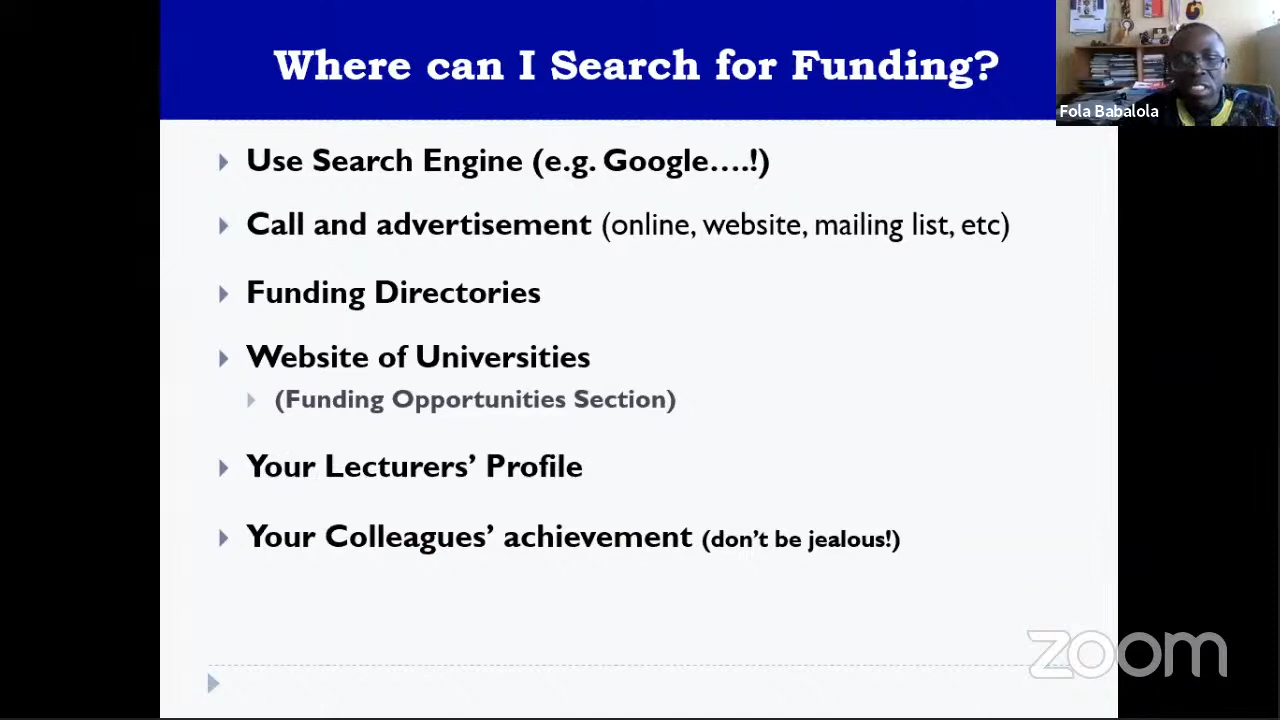 Where can I Search for Funding?
Fola Babalola
Use Search Engine (e.g. Google….!)
Call and advertisement (online, website, mailing list, etc)
Funding Directories
Website of Universities
(Funding Opportunities Section)
Your Lecturers’ Profile
Your Colleagues’ achievement (don’t be jealous!)
zoom